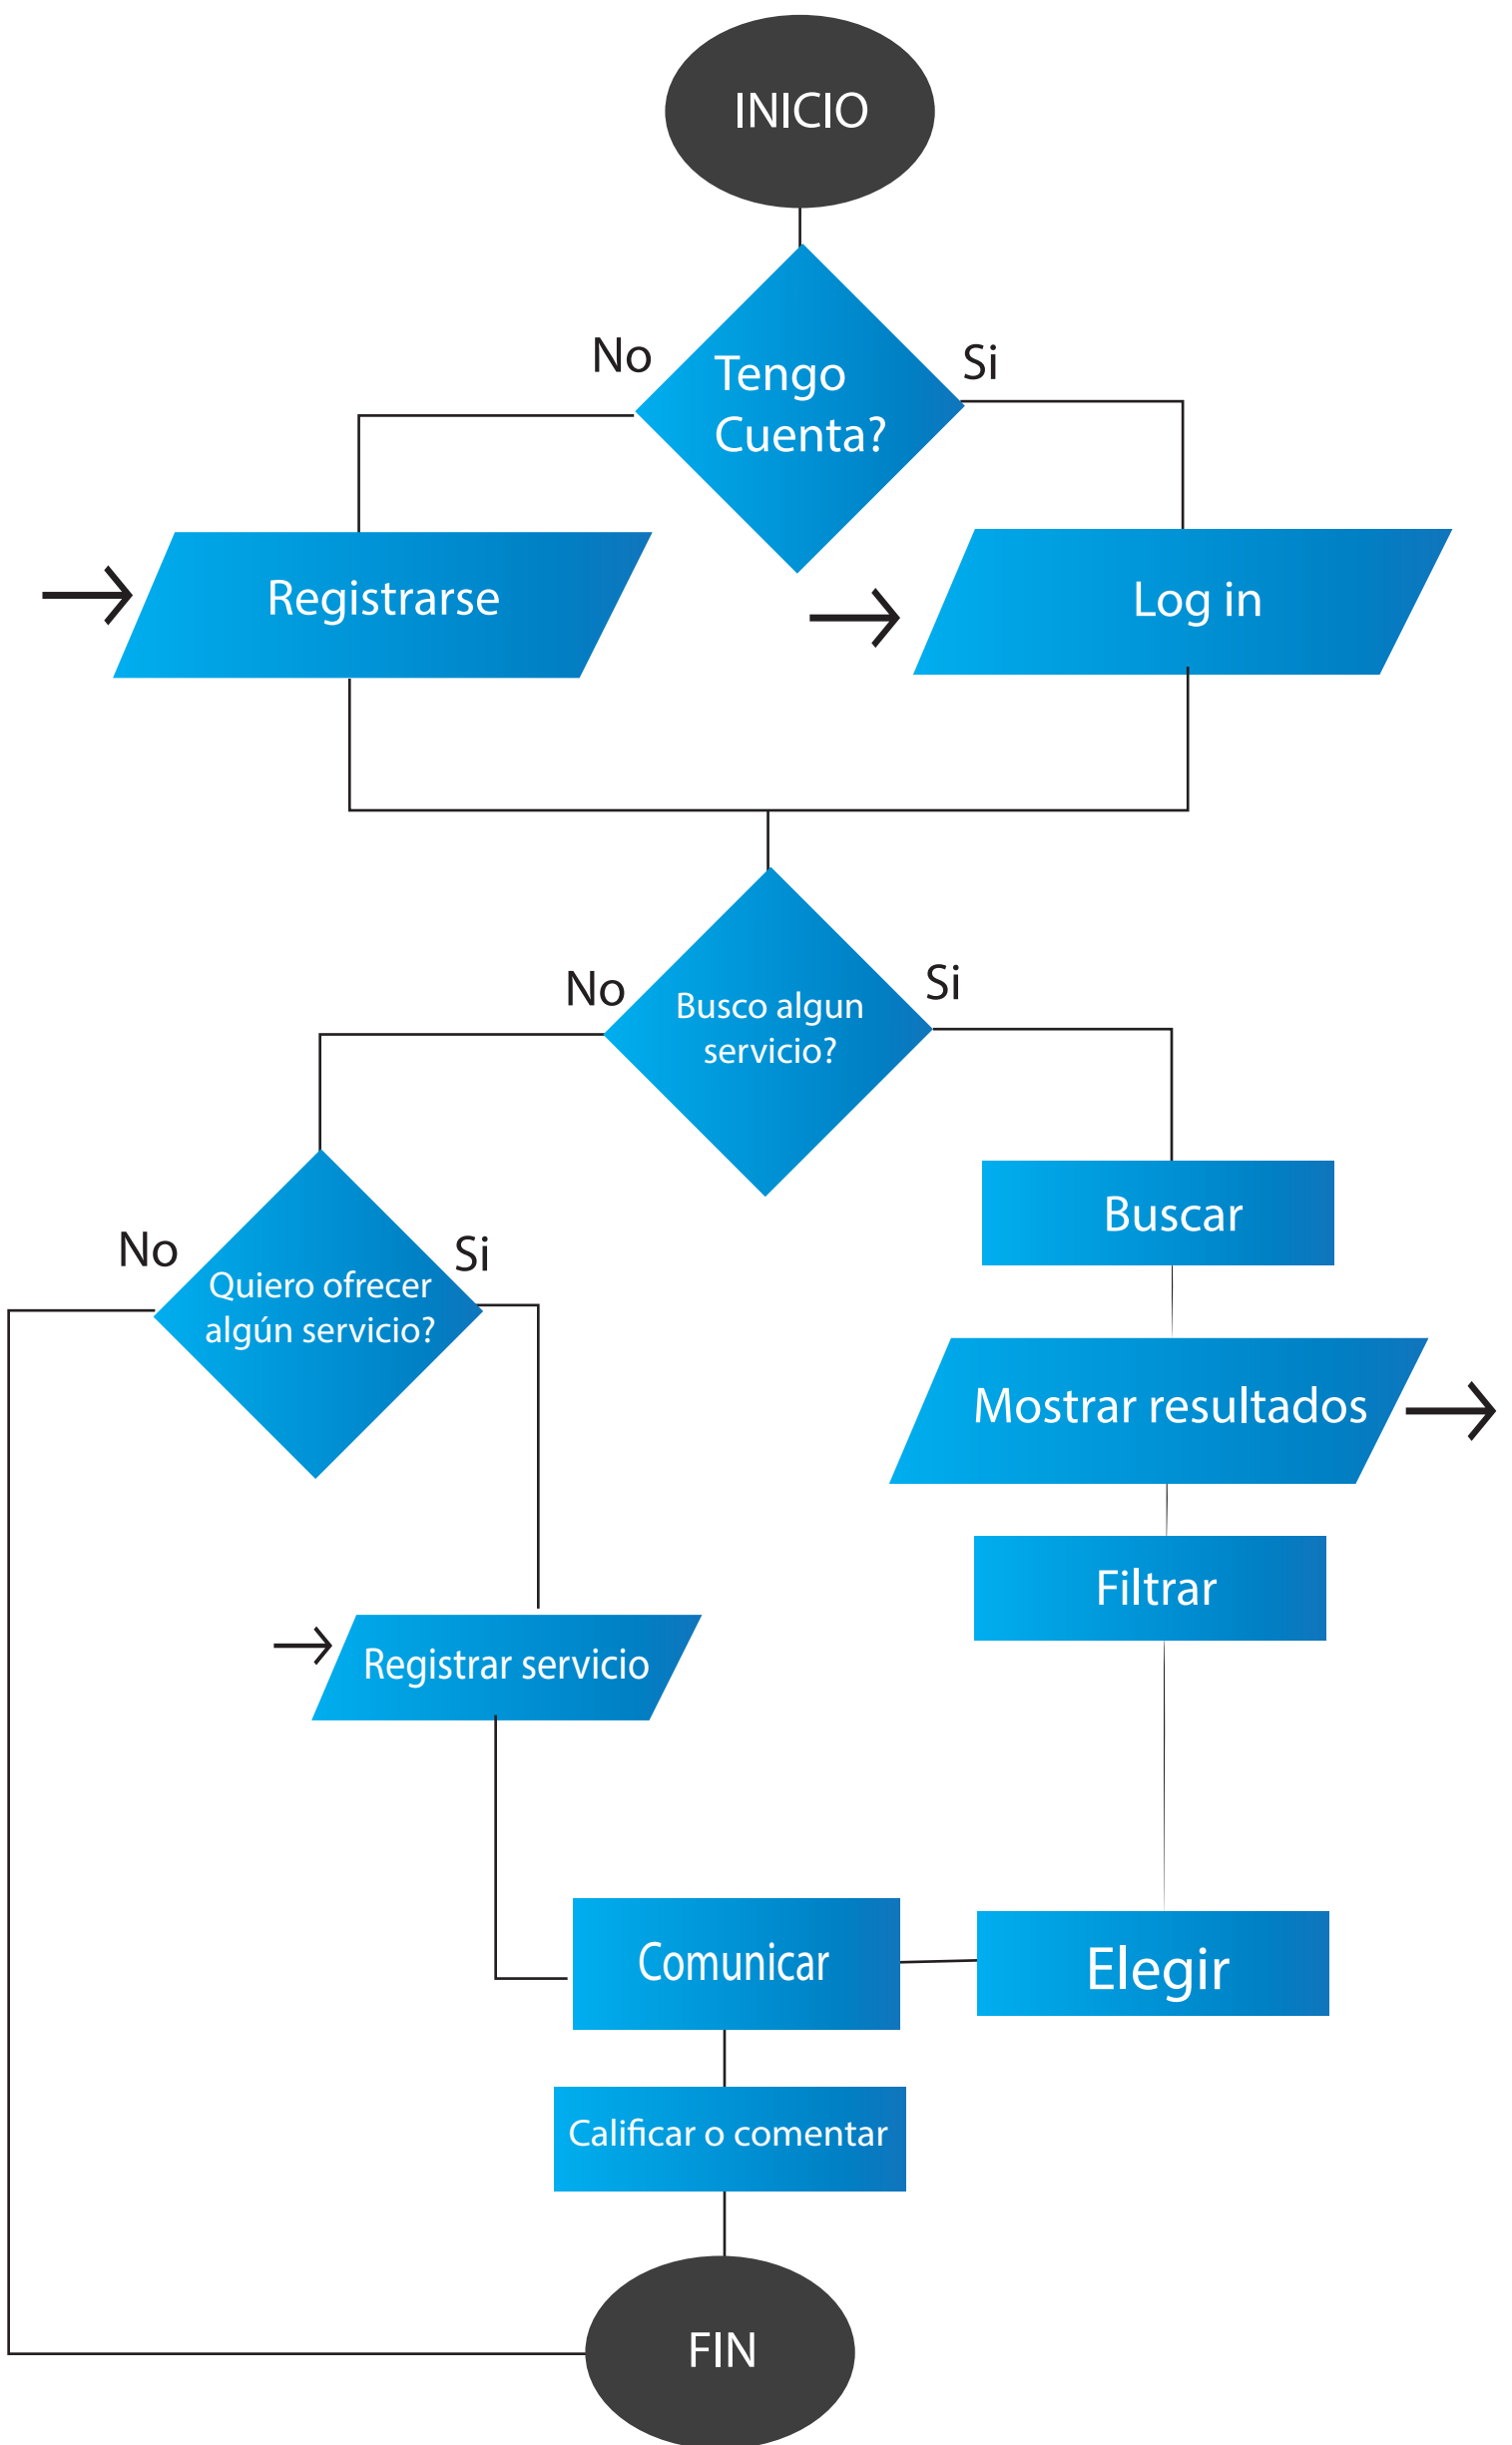 INICIO
No
Si
Tengo
Cuenta?
Registrarse
Log in
No
Si
Busco algun
servicio?
No
Si
Quiero ofrecer
algún servicio?
Buscar
Mostrar resultados
Filtrar
Registrar servicio
Comunicar
Elegir
Calificar o comentar
FIN